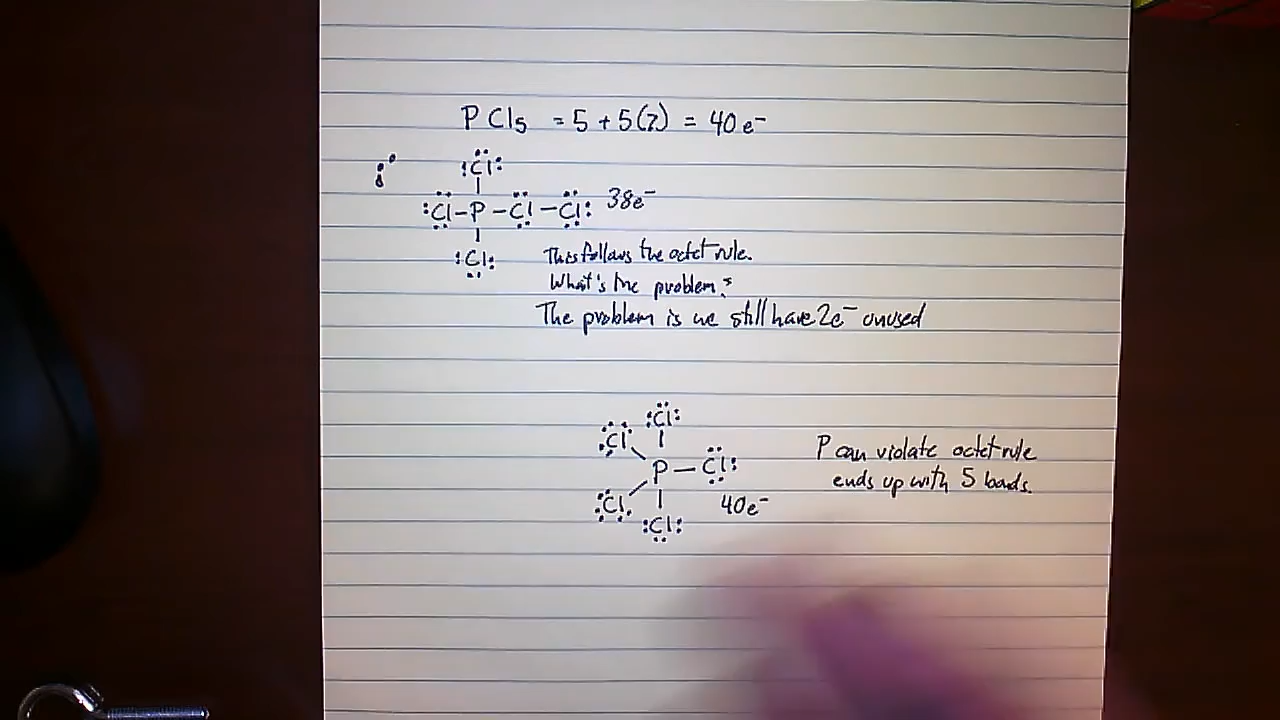 PCl5 = 5 + 5(7) = 40 e⁻
:Cl:
:Cl-P-Cl-Cl: 38e⁻
:Cl:
This follows the octet rule.
What's the problem?
The problem is we still have 2e⁻ unused
:Cl:
Cl
P-Cl:
Cl
40e⁻
:Cl:
P can violate octet rule
ends up with 5 bonds.